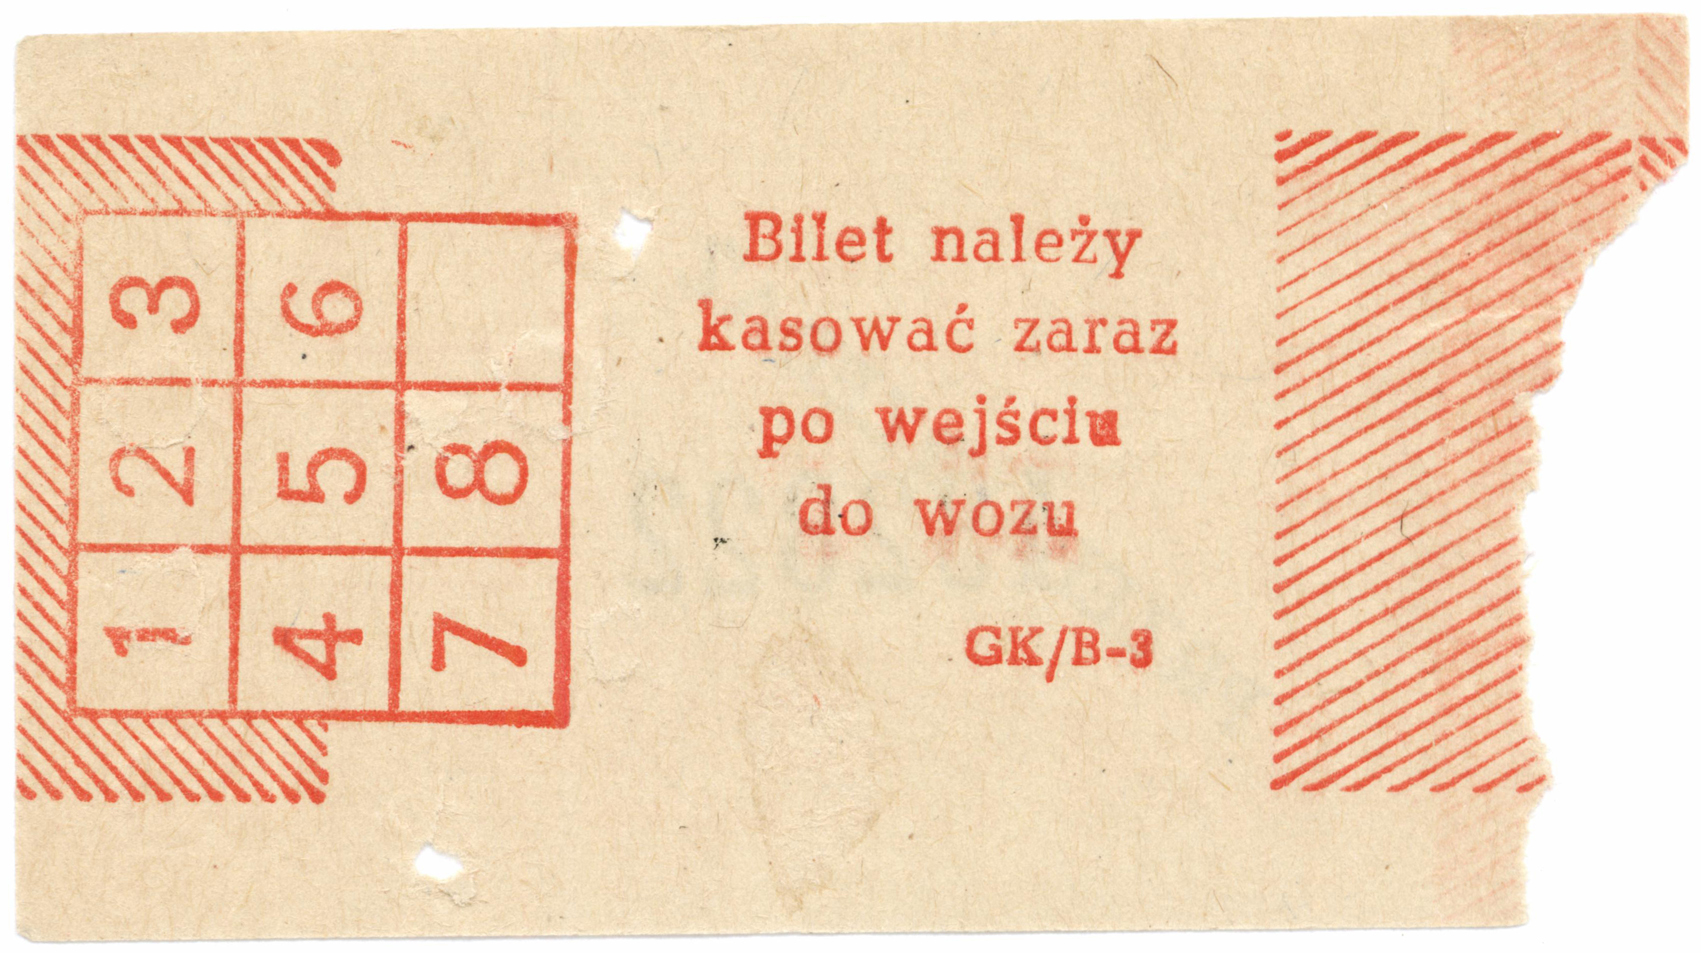 3 6
2 5 8
1 4 7
Bilet należy
kasować zaraz
po wejściu
do wozu
GK/B-3